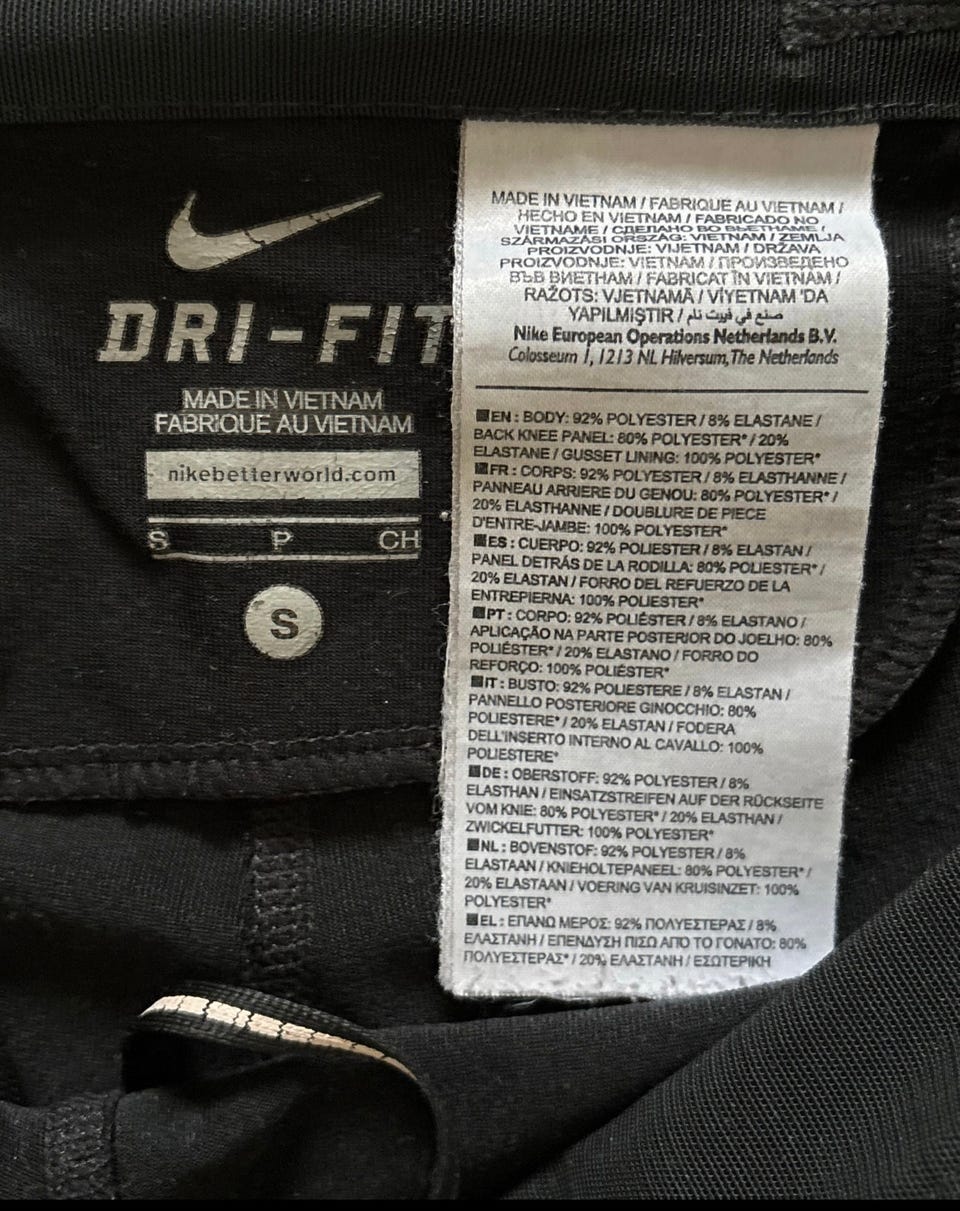 DRI-FIT
MADE IN VIETNAM
FABRIQUE AU VIETNAM
nikebetterworld.com
S P CH
S
MADE IN VIETNAM / FABRIQUE AU VIETNAM /
HECHO EN VIETNAM / FABRICADO NO
VIETNAME / СДЕЛАНО ВО ВЬЕТНАМЕ /
SZÁRMAZÁSI ORSZÁG: VIETNAM / ZEMLJA
PROIZVODNJE: VIJETNAM / DRŽAVA
PROIZVODNJE: VIETNAM / ПРОИЗВЕДЕНО
ВЪВ ВИЕТНАМ / FABRICAT ÎN VIETNAM /
RAŽOTS: VJETNAMĀ / VİYETNAM 'DA
YAPILMIŞTIR / صنع في فيت نام
Nike European Operations Netherlands B.V.
Colosseum 1, 1213 NL Hilversum, The Netherlands
EN : BODY: 92% POLYESTER / 8% ELASTANE /
BACK KNEE PANEL: 80% POLYESTER* / 20%
ELASTANE / GUSSET LINING: 100% POLYESTER*
FR : CORPS: 92% POLYESTER / 8% ELASTHANNE /
PANNEAU ARRIERE DU GENOU: 80% POLYESTER* /
20% ELASTHANNE / DOUBLURE DE PIECE
D'ENTRE-JAMBE: 100% POLYESTER*
ES : CUERPO: 92% POLIESTER / 8% ELASTAN /
PANEL DETRÁS DE LA RODILLA: 80% POLIESTER* /
20% ELASTAN / FORRO DEL REFUERZO DE LA
ENTREPIERNA: 100% POLIESTER*
PT : CORPO: 92% POLIÉSTER / 8% ELASTANO /
APLICAÇÃO NA PARTE POSTERIOR DO JOELHO: 80%
POLIÉSTER* / 20% ELASTANO / FORRO DO
REFORÇO: 100% POLIÉSTER*
IT : BUSTO: 92% POLIESTERE / 8% ELASTAN /
PANNELLO POSTERIORE GINOCCHIO: 80%
POLIESTERE* / 20% ELASTAN / FODERA
DELL'INSERTO INTERNO AL CAVALLO: 100%
POLIESTERE*
DE : OBERSTOFF: 92% POLYESTER / 8%
ELASTHAN / EINSATZSTREIFEN AUF DER RÜCKSEITE
VOM KNIE: 80% POLYESTER* / 20% ELASTHAN /
ZWICKELFUTTER: 100% POLYESTER*
NL : BOVENSTOF: 92% POLYESTER / 8%
ELASTAAN / KNIEHOLTEPANEEL: 80% POLYESTER* /
20% ELASTAAN / VOERING VAN KRUISINZET: 100%
POLYESTER*
EL : ΕΠΑΝΩ ΜΕΡΟΣ: 92% ΠΟΛΥΕΣΤΕΡΑΣ / 8%
ΕΛΑΣΤΑΝΗ / ΕΠΕΝΔΥΣΗ ΠΙΣΩ ΑΠΟ ΤΟ ΓΟΝΑΤΟ: 80%
ΠΟΛΥΕΣΤΕΡΑΣ* / 20% ΕΛΑΣΤΑΝΗ / ΕΣΩΤΕΡΙΚΗ